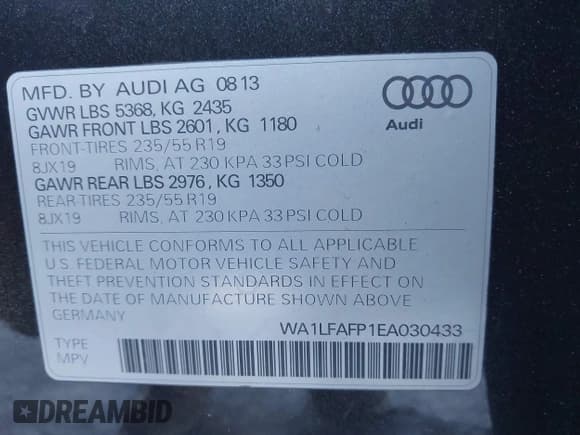 MFD. BY AUDI AG 08 13
GVWR LBS 5368, KG 2435
GAWR FRONT LBS 2601, KG 1180
FRONT-TIRES 235/55 R19
8JX19 RIMS, AT 230 KPA 33 PSI COLD
GAWR REAR LBS 2976, KG 1350
REAR-TIRES 235/55 R19
8JX19 RIMS, AT 230 KPA 33 PSI COLD
Audi
THIS VEHICLE CONFORMS TO ALL APPLICABLE
U.S. FEDERAL MOTOR VEHICLE SAFETY AND
THEFT PREVENTION STANDARDS IN EFFECT ON
THE DATE OF MANUFACTURE SHOWN ABOVE
GERMANY
WA1LFAFP1EA030433
TYPE
MPV
DREAMBID